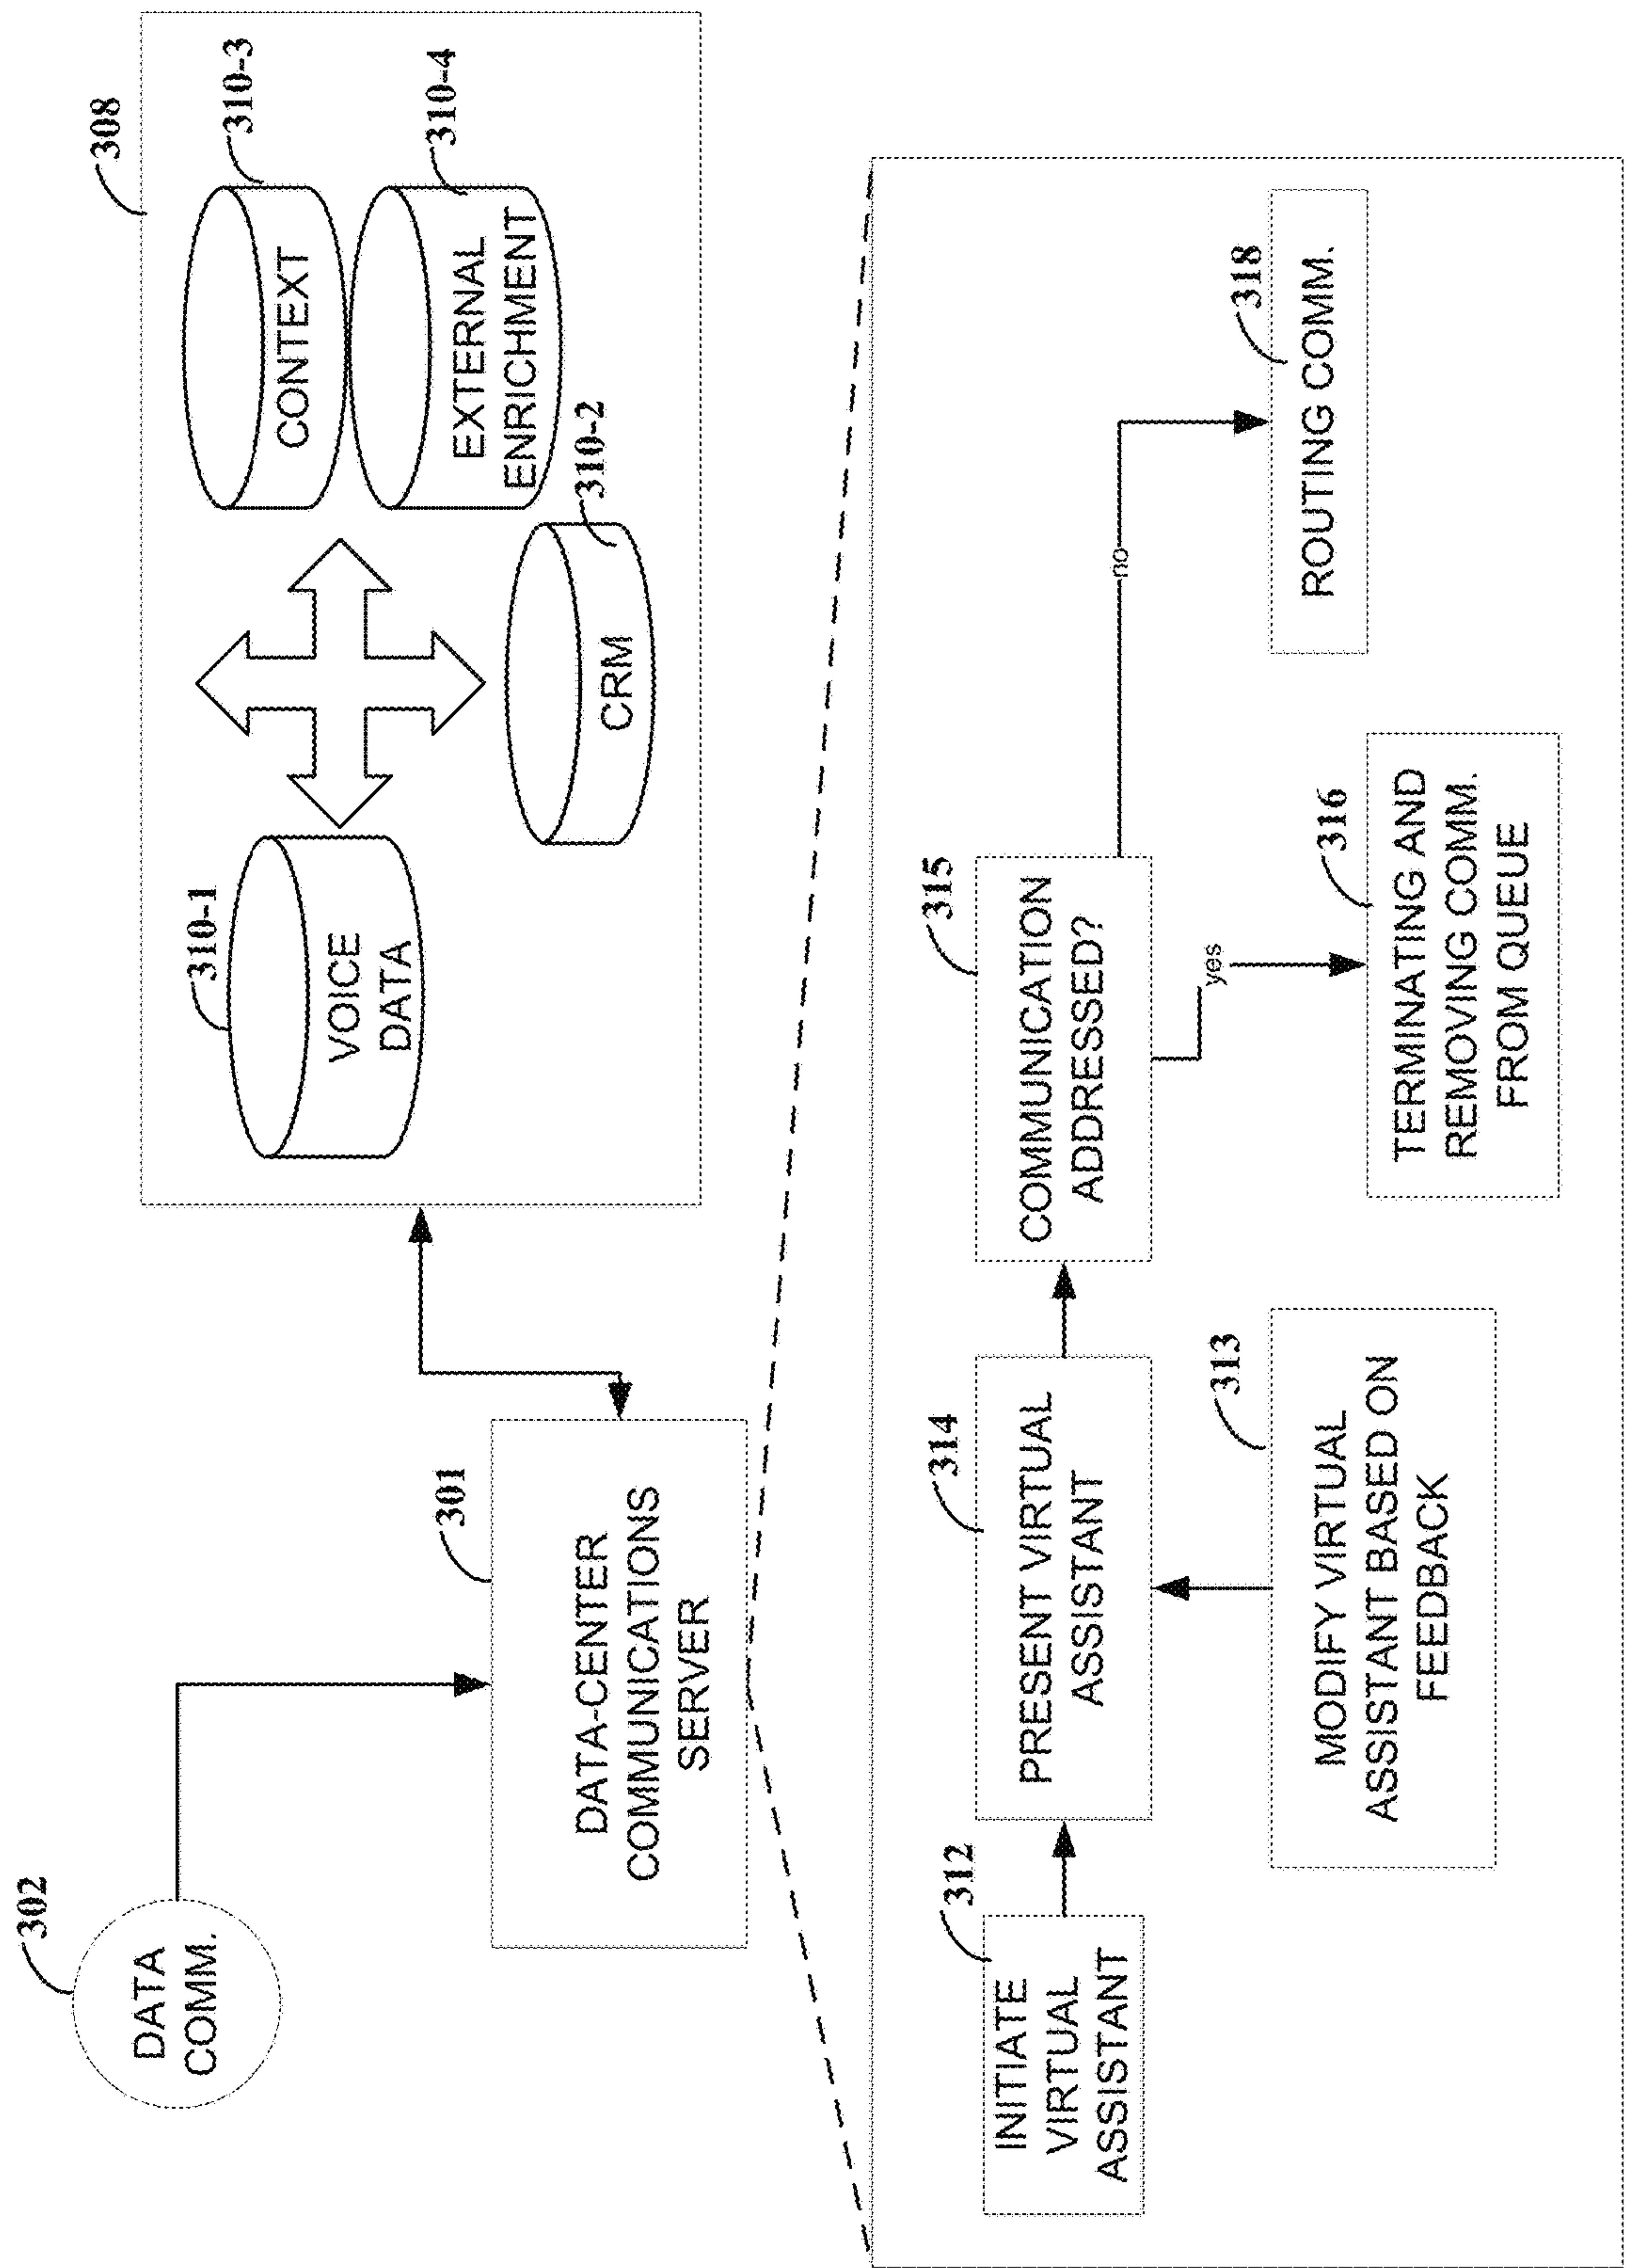 302
DATA
COMM.
301
DATA-CENTER
COMMUNICATIONS
SERVER
308
310-1
VOICE
DATA
310-3
CONTEXT
310-4
EXTERNAL
ENRICHMENT
310-2
CRM
312
INITIATE
VIRTUAL
ASSISTANT
314
PRESENT VIRTUAL
ASSISTANT
313
MODIFY VIRTUAL
ASSISTANT BASED ON
FEEDBACK
315
COMMUNICATION
ADDRESSED?
yes
316
TERMINATING AND
REMOVING COMM.
FROM QUEUE
no
318
ROUTING COMM.